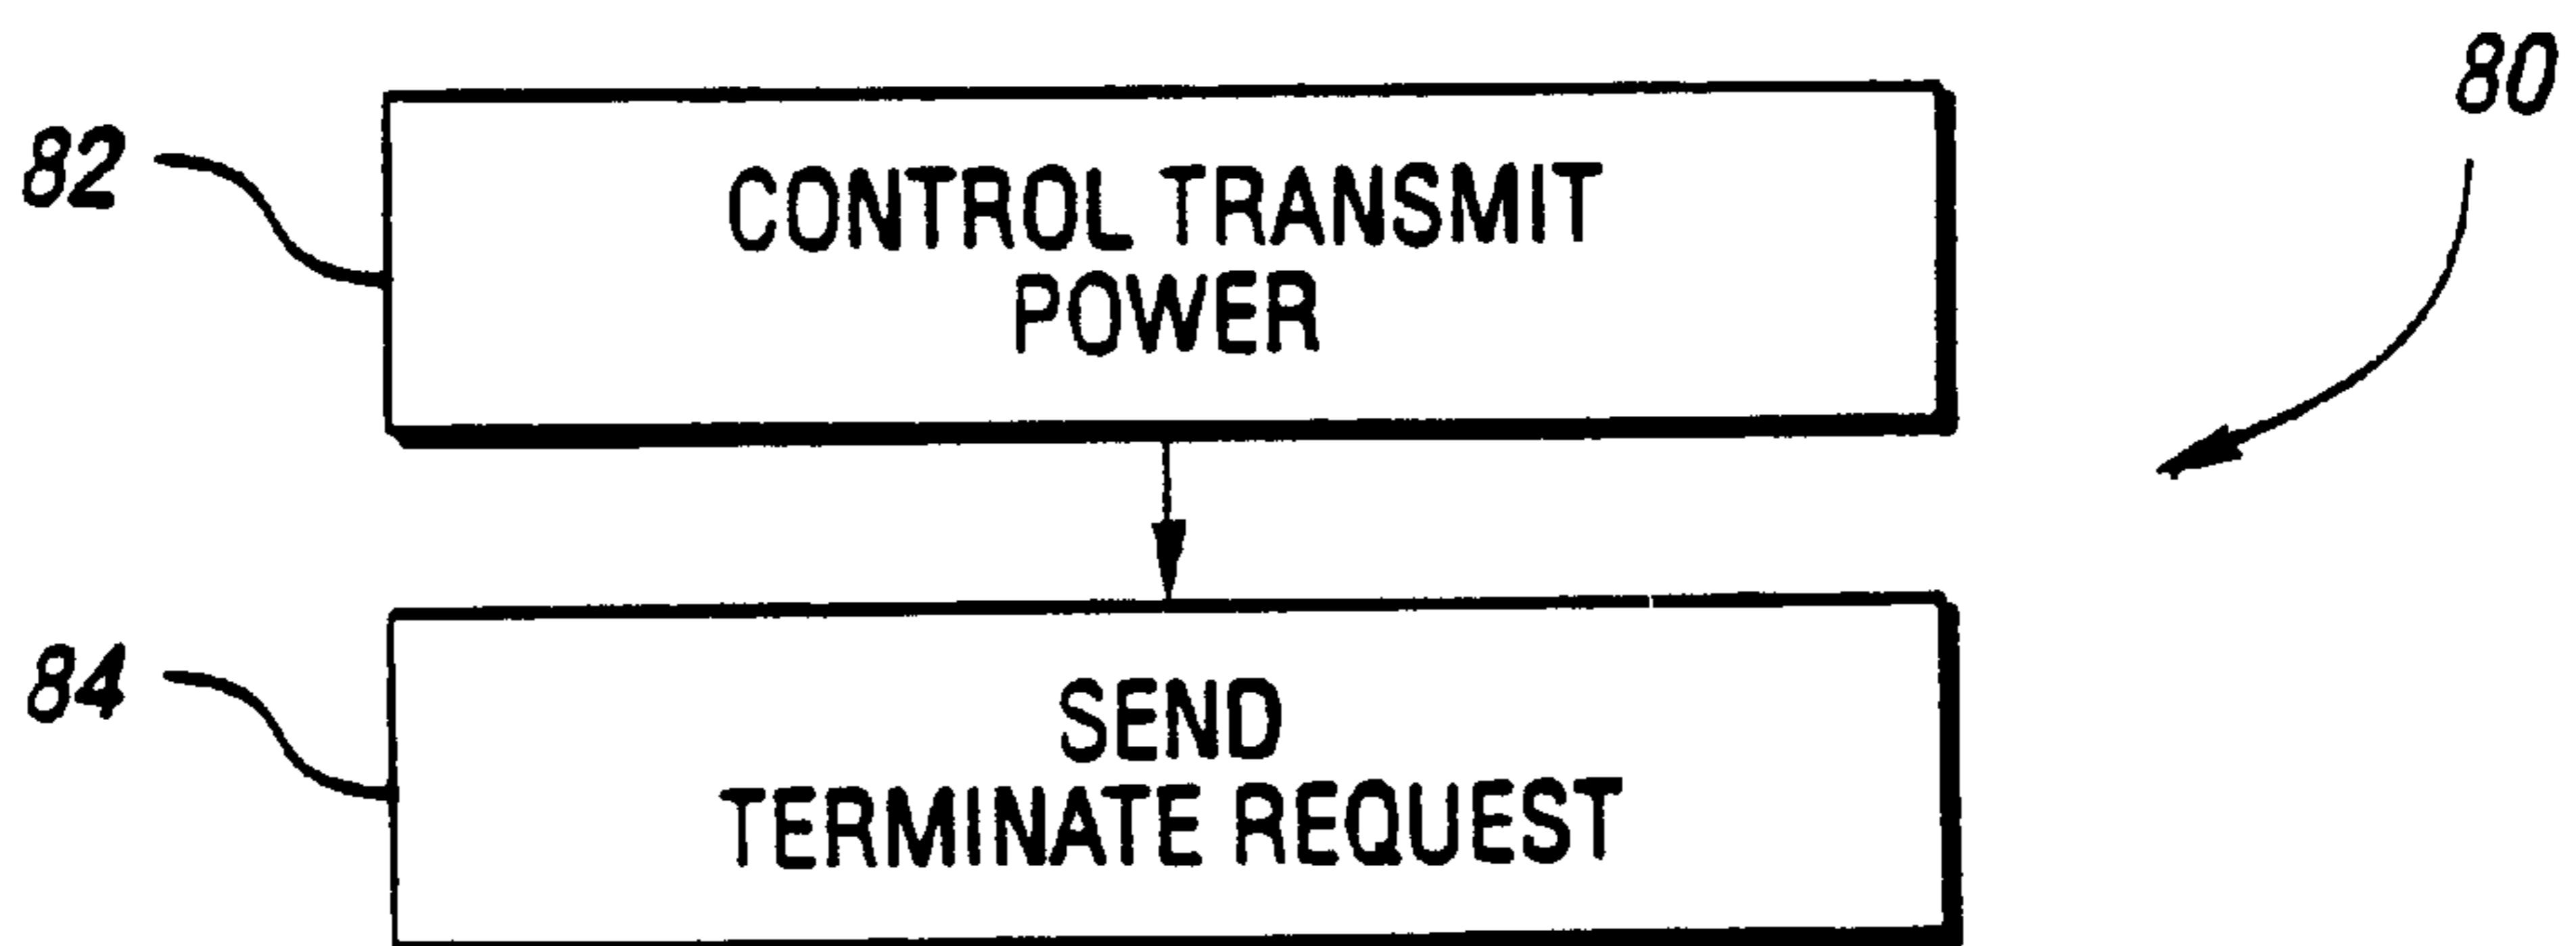 80
82
CONTROL TRANSMIT
POWER
84
SEND
TERMINATE REQUEST